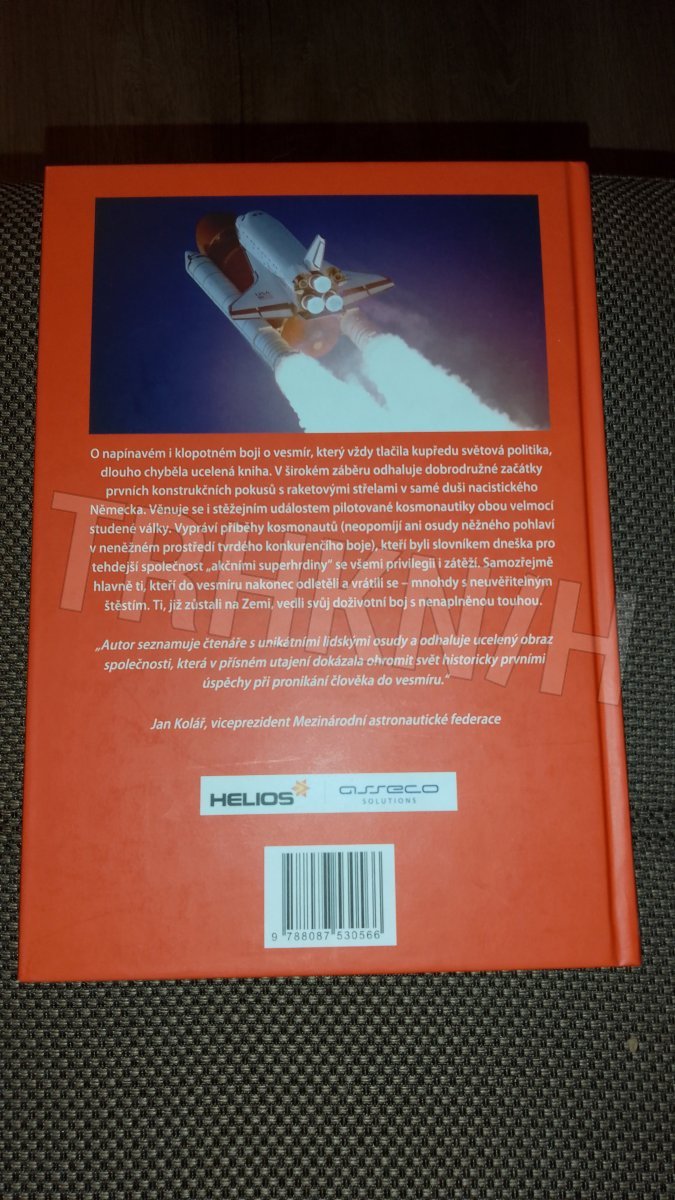 USA
O napínavém i klopotném boji o vesmír, který vždy tlačila kupředu světová politika,
dlouho chyběla ucelená kniha. V širokém záběru odhaluje dobrodružné začátky
prvních konstrukčních pokusů s raketovými střelami v samé duši nacistického
Německa. Věnuje se i stěžejním událostem pilotované kosmonautiky obou velmocí
studené války. Vypráví příběhy kosmonautů (neopomíjí ani osudy něžného pohlaví
v neněžném prostředí tvrdého konkurenčího boje), kteří byli slovníkem dneška pro
tehdejší společnost „akčními superhrdiny“ se všemi privilegii i zátěží. Samozřejmě
hlavně ti, kteří do vesmíru nakonec odletěli a vrátili se – mnohdy s neuvěřitelným
štěstím. Ti, již zůstali na Zemi, vedli svůj doživotní boj s nenaplněnou touhou.
„Autor seznamuje čtenáře s unikátními lidskými osudy a odhaluje ucelený obraz
společnosti, která v přísném utajení dokázala ohromit svět historicky prvními
úspěchy při pronikání člověka do vesmíru.“
Jan Kolář, viceprezident Mezinárodní astronautické federace
TRHKNIH
HELIOS asseco
SOLUTIONS
9 788087 530566